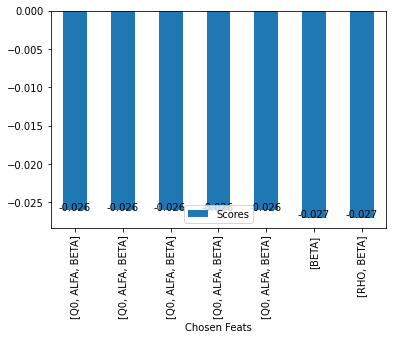 0.000
−0.005
−0.010
−0.015
−0.020
−0.025
-0.026
-0.026
-0.026
-0.026
-0.026
-0.027
-0.027
Scores
[Q0, ALFA, BETA]
[Q0, ALFA, BETA]
[Q0, ALFA, BETA]
[Q0, ALFA, BETA]
[Q0, ALFA, BETA]
[BETA]
[RHO, BETA]
Chosen Feats